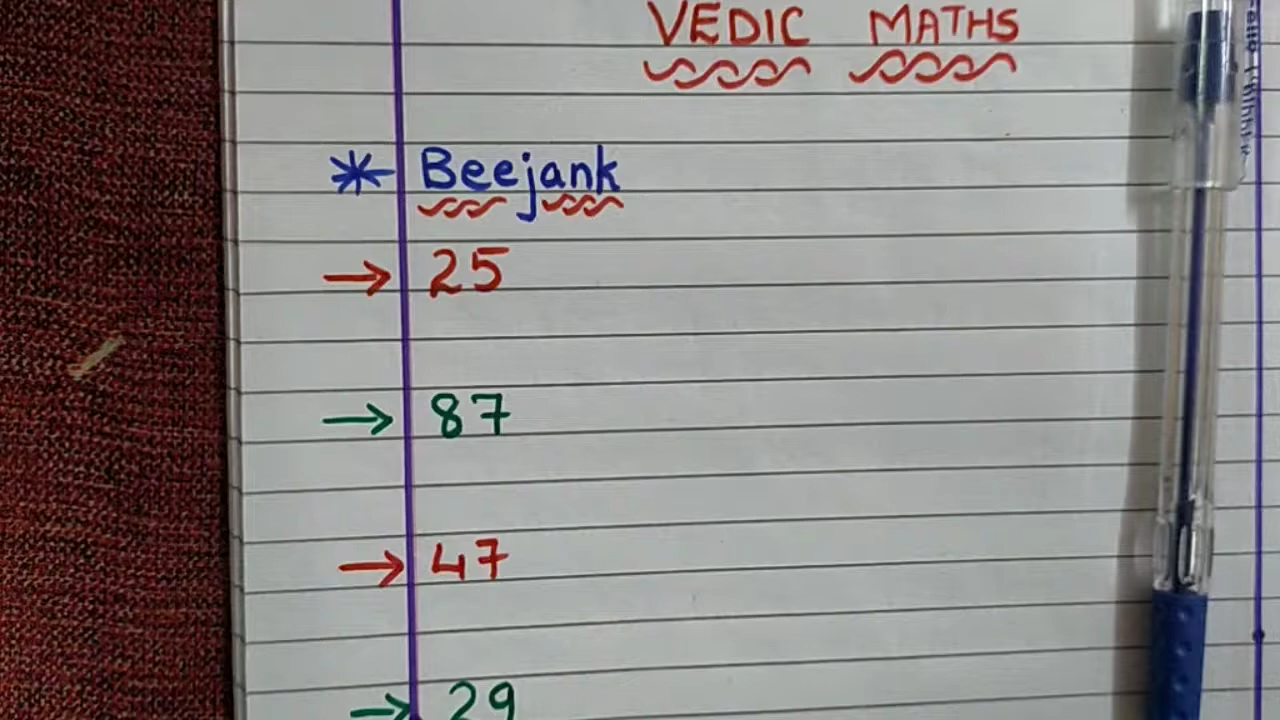 VEDIC MATHS
* Beejank
→ 25
→ 87
→ 47
→ 29